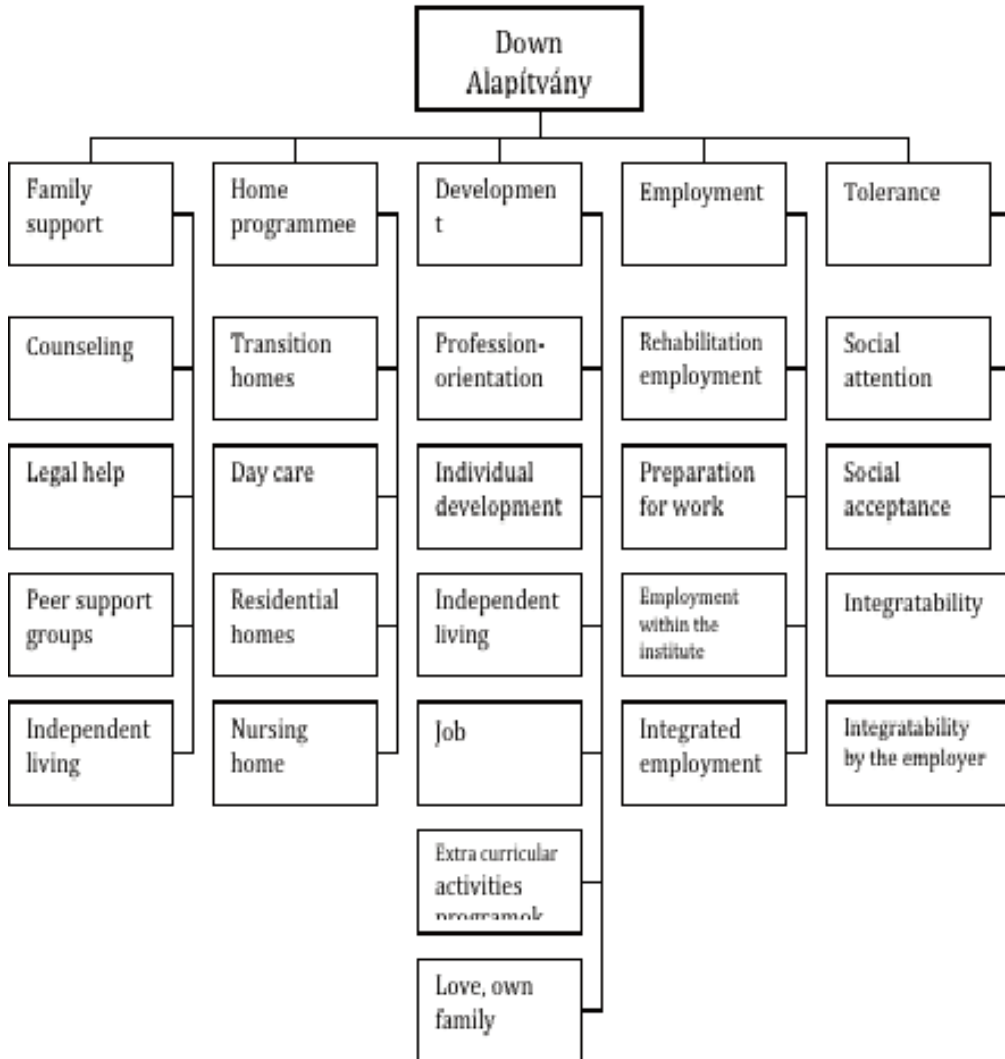 Down
Alapítvány
Family
support
Home
programmee
Developmen
t
Employment
Tolerance
Counseling
Transition
homes
Profession-
orientation
Rehabilitation
employment
Social
attention
Legal help
Day care
Individual
development
Preparation
for work
Social
acceptance
Peer support
groups
Residential
homes
Independent
living
Employment
within the
institute
Integratability
Independent
living
Nursing
home
Job
Integrated
employment
Integratability
by the employer
Extra curricular
activities
programok
Love, own
family